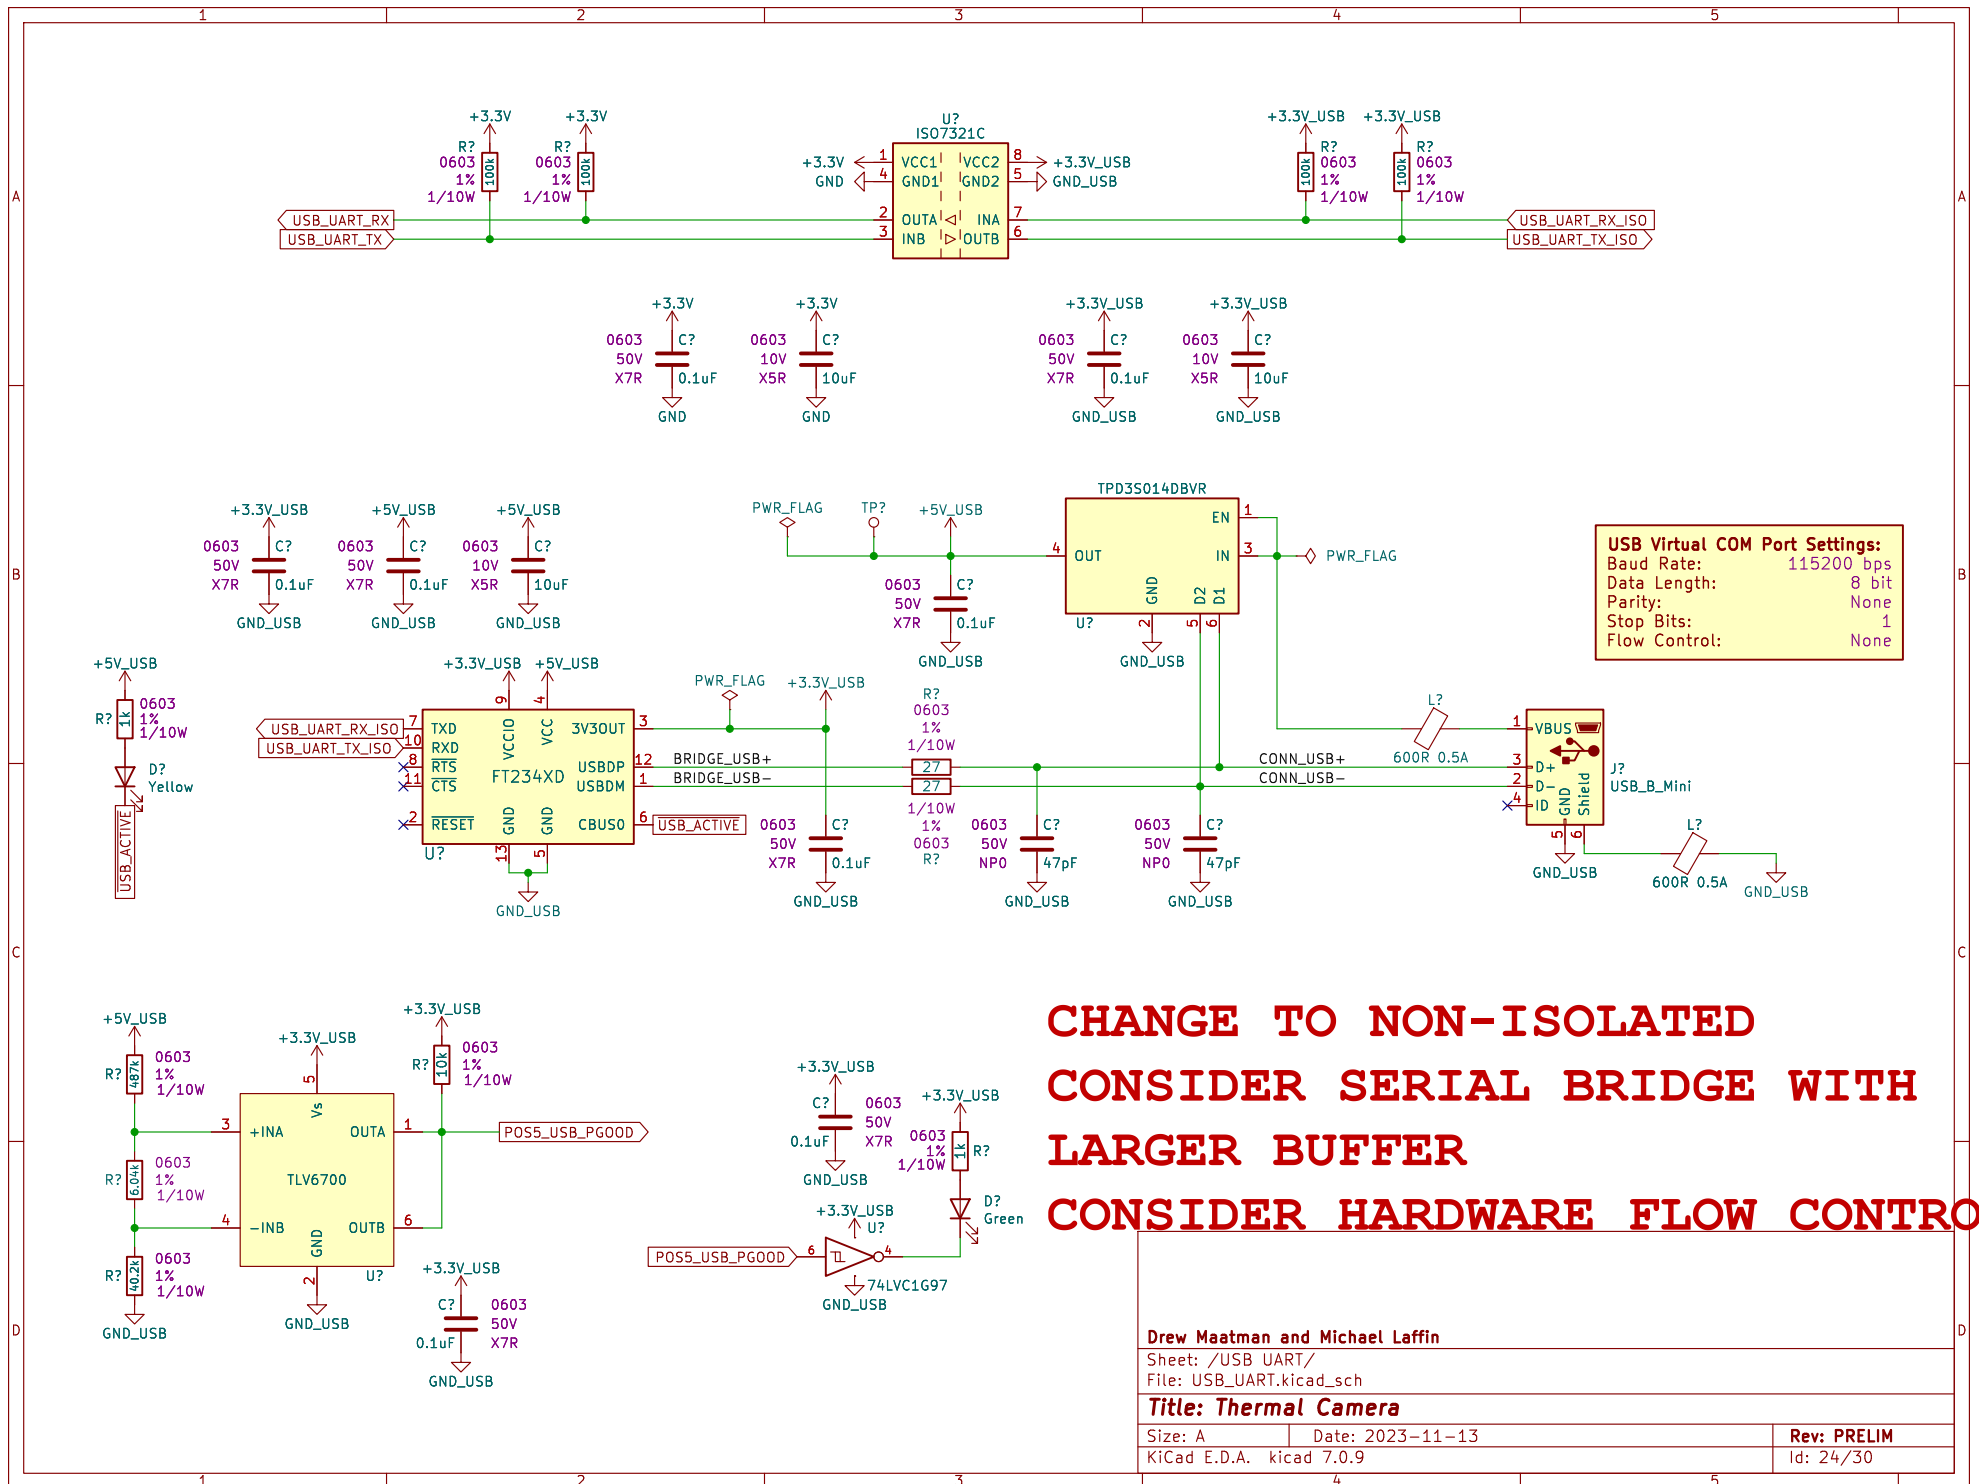 1 2 3 4 5
A
B
C
D
A
B
C
D
1 2 3 4 5
+3.3V
R?
0603
1%
1/10W
100k
+3.3V
R?
0603
1%
1/10W
100k
USB_UART_RX
USB_UART_TX
U?
ISO7321C
+3.3V
GND
1 VCC1
4 GND1
2 OUTA
3 INB
VCC2 8
GND2 5
INA 7
OUTB 6
+3.3V_USB
GND_USB
+3.3V_USB
R?
0603
1%
1/10W
100k
+3.3V_USB
R?
0603
1%
1/10W
100k
USB_UART_RX_ISO
USB_UART_TX_ISO
+3.3V
0603
50V
X7R
C?
0.1uF
GND
+3.3V
0603
10V
X5R
C?
10uF
GND
+3.3V_USB
0603
50V
X7R
C?
0.1uF
GND_USB
+3.3V_USB
0603
10V
X5R
C?
10uF
GND_USB
+3.3V_USB
0603
50V
X7R
C?
0.1uF
GND_USB
+5V_USB
0603
50V
X7R
C?
0.1uF
GND_USB
+5V_USB
0603
10V
X5R
C?
10uF
GND_USB
PWR_FLAG
TP?
+5V_USB
0603
50V
X7R
C?
0.1uF
GND_USB
TPD3S014DBVR
4 OUT
EN 1
IN 3
GND
2
D2
5
D1
6
U?
GND_USB
PWR_FLAG
USB Virtual COM Port Settings:
Baud Rate: 115200 bps
Data Length: 8 bit
Parity: None
Stop Bits: 1
Flow Control: None
+5V_USB
R?
1k
0603
1%
1/10W
D?
Yellow
USB_ACTIVE
+3.3V_USB
+5V_USB
USB_UART_RX_ISO
USB_UART_TX_ISO
7 TXD
10 RXD
8 RTS
11 CTS
2 RESET
9
VCCIO
4
VCC
FT234XD
3V3OUT 3
USBDP 12
USBDM 1
CBUS0 6
GND
13
GND
5
U?
GND_USB
USB_ACTIVE
PWR_FLAG
+3.3V_USB
BRIDGE_USB+
BRIDGE_USB-
R?
0603
1%
1/10W
27
27
1/10W
1%
0603
R?
0603
50V
X7R
C?
0.1uF
GND_USB
0603
50V
NP0
C?
47pF
GND_USB
0603
50V
NP0
C?
47pF
GND_USB
CONN_USB+
CONN_USB-
L?
600R 0.5A
1 VBUS
3 D+
2 D-
4 ID
GND
5
Shield
6
J?
USB_B_Mini
GND_USB
L?
600R 0.5A
GND_USB
+5V_USB
R?
487k
0603
1%
1/10W
R?
6.04k
0603
1%
1/10W
R?
40.2k
0603
1%
1/10W
GND_USB
+3.3V_USB
5
Vs
3 +INA
4 -INB
OUTA 1
OUTB 6
TLV6700
GND
2
U?
GND_USB
+3.3V_USB
R?
10k
0603
1%
1/10W
POS5_USB_PGOOD
+3.3V_USB
C?
0.1uF
0603
50V
X7R
GND_USB
+3.3V_USB
C?
0.1uF
0603
50V
X7R
GND_USB
+3.3V_USB
0603
1%
1/10W
1k
R?
D?
Green
+3.3V_USB
U?
POS5_USB_PGOOD
6
4
74LVC1G97
GND_USB
CHANGE TO NON-ISOLATED
CONSIDER SERIAL BRIDGE WITH
LARGER BUFFER
CONSIDER HARDWARE FLOW CONTRO
Drew Maatman and Michael Laffin
Sheet: /USB UART/
File: USB_UART.kicad_sch
Title: Thermal Camera
Size: A Date: 2023-11-13 Rev: PRELIM
KiCad E.D.A. kicad 7.0.9 Id: 24/30